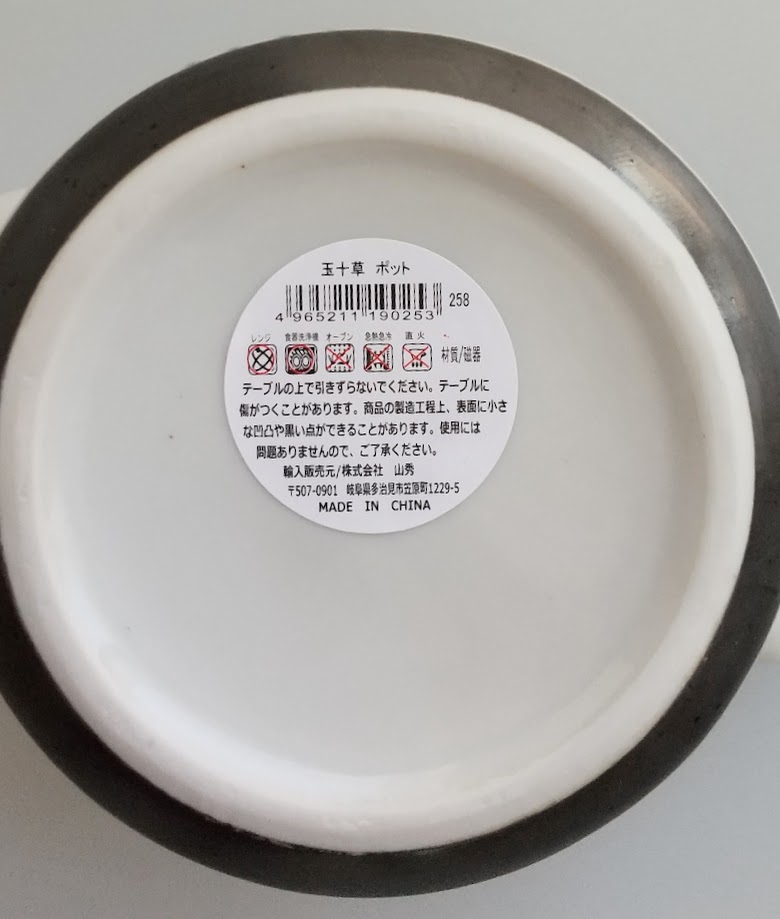 玉十草 ポット
4 965211 190253 258
レンジ 食器洗浄機 オーブン 急熱急冷 直火
材質/磁器
テーブルの上で引きずらないでください。テーブルに
傷がつくことがあります。商品の製造工程上、表面に小さ
な凹凸や黒い点ができることがあります。使用には
問題ありませんので、ご了承ください。
輸入販売元/株式会社 山秀
〒507-0901 岐阜県多治見市笠原町1229-5
MADE IN CHINA